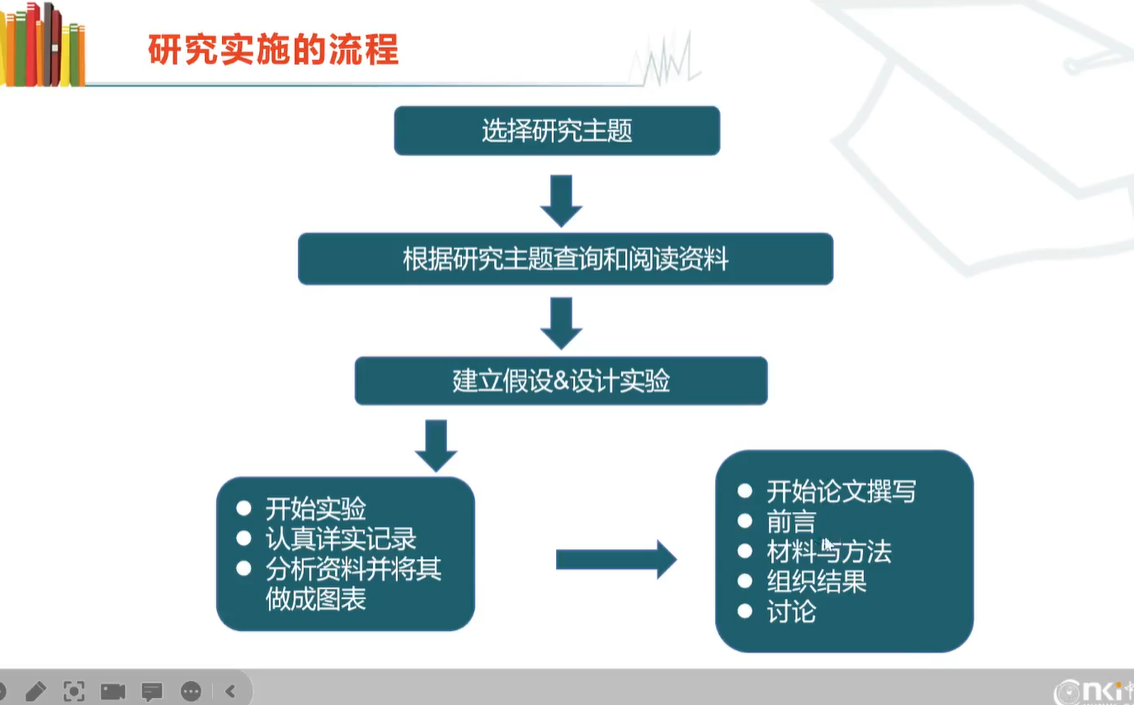 研究实施的流程
选择研究主题
根据研究主题查询和阅读资料
建立假设&设计实验
开始实验
认真详实记录
分析资料并将其
做成图表
开始论文撰写
前言
材料与方法
组织结果
讨论
cnki